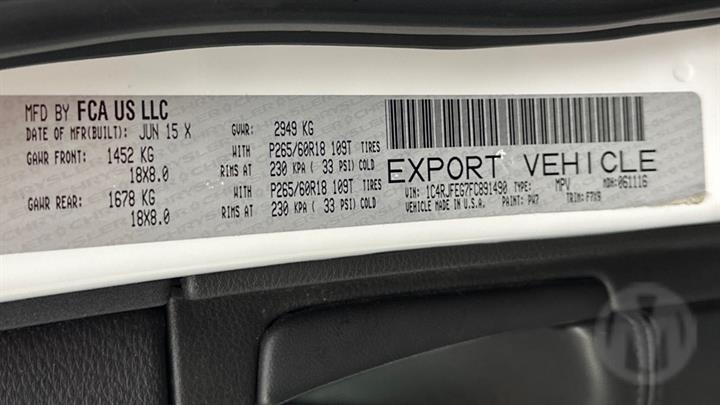 MFD BY FCA US LLC
DATE OF MFR(BUILT): JUN 15 X GVWR: 2949 KG
GAWR FRONT: 1452 KG WITH P265/60R18 109T TIRES
18X8.0 RIMS AT 230 KPA ( 33 PSI) COLD
GAWR REAR: 1678 KG WITH P265/60R18 109T TIRES
18X8.0 RIMS AT 230 KPA ( 33 PSI) COLD
EXPORT VEHICLE
VIN: 1C4RJFEG7FC891490 TYPE: MPV MDH:061116
VEHICLE MADE IN U.S.A. PAINT: PW7 TRIM: